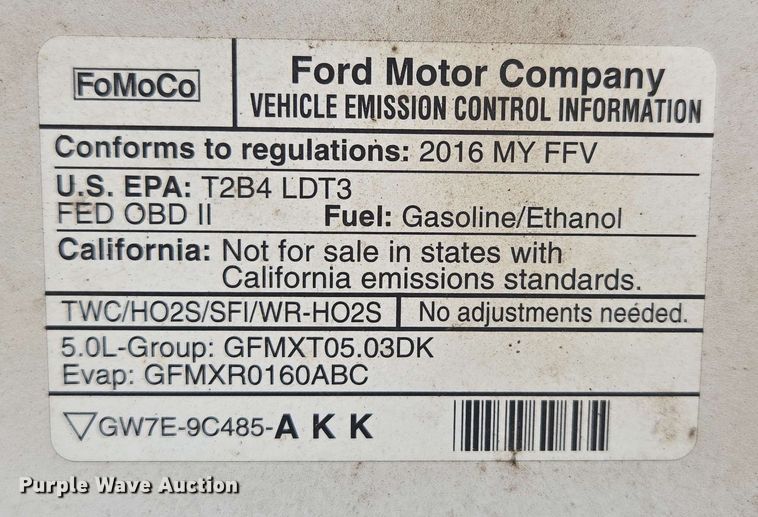 FoMoCo
Ford Motor Company
VEHICLE EMISSION CONTROL INFORMATION
Conforms to regulations: 2016 MY FFV
U.S. EPA: T2B4 LDT3
FED OBD II Fuel: Gasoline/Ethanol
California: Not for sale in states with
California emissions standards.
TWC/HO2S/SFI/WR-HO2S No adjustments needed.
5.0L-Group: GFMXT05.03DK
Evap: GFMXR0160ABC
▽GW7E-9C485-A K K
Purple Wave Auction